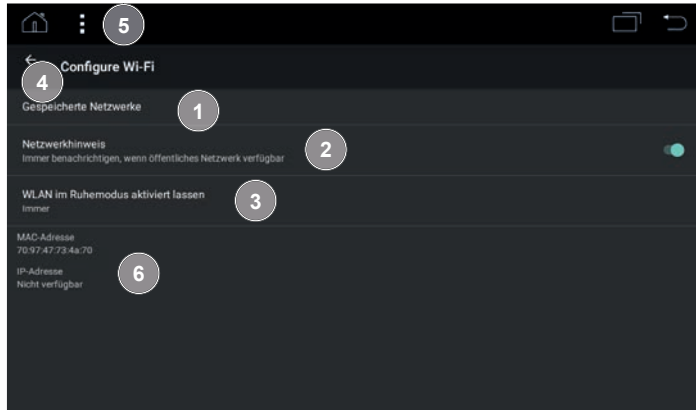 5
Configure Wi-Fi
4
Gespeicherte Netzwerke
1
Netzwerkhinweis
Immer benachrichtigen, wenn öffentliches Netzwerk verfügbar
2
WLAN im Ruhemodus aktiviert lassen
Immer
3
MAC-Adresse
70:97:47:73:4a:70
IP-Adresse
Nicht verfügbar
6